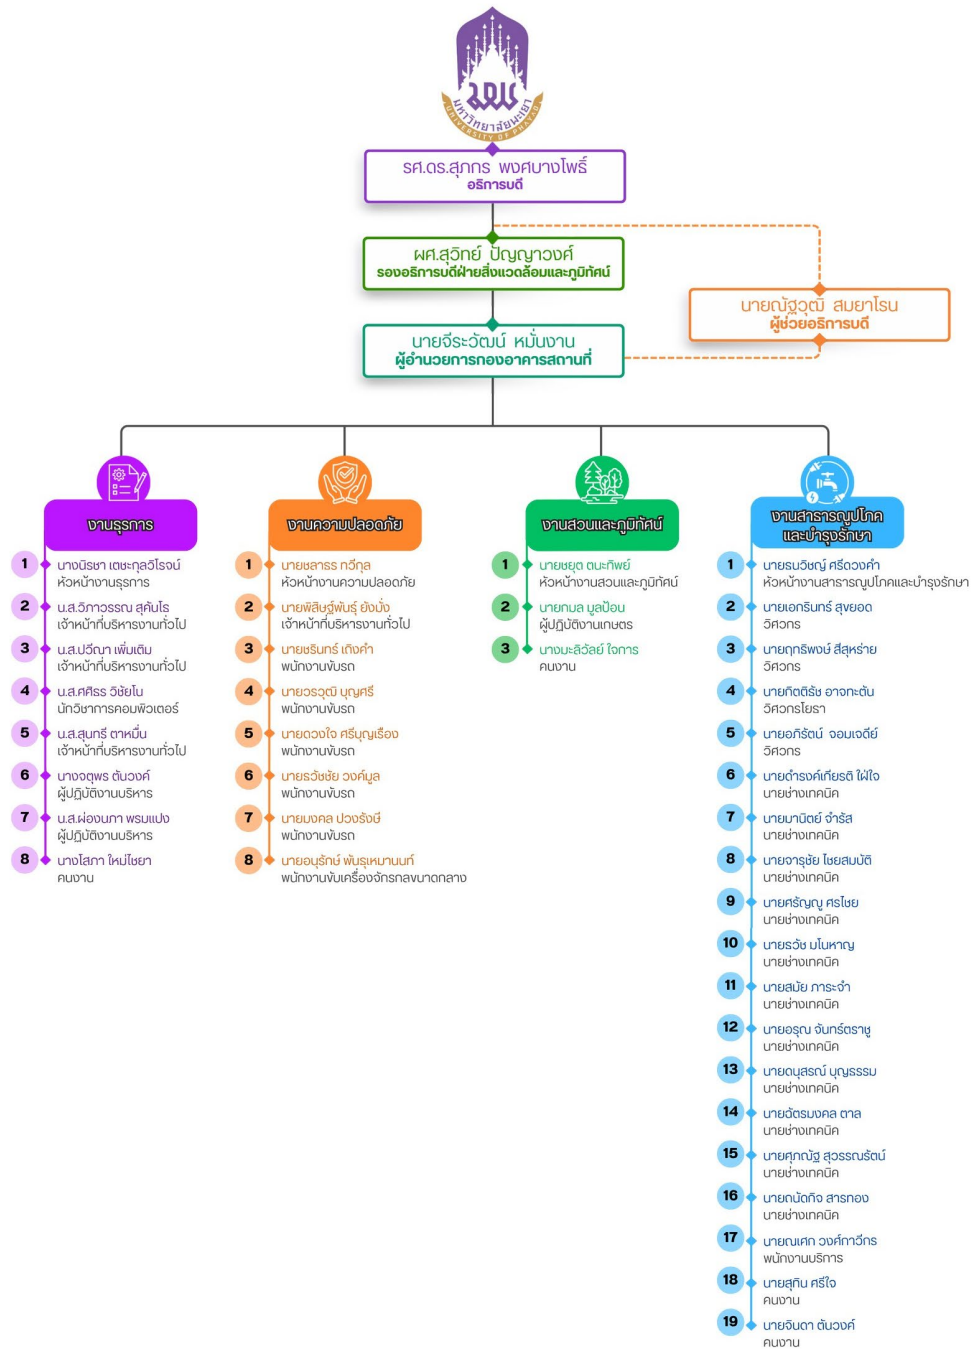 มหาวิทยาลัยพะเยา
UNIVERSITY OF PHAYAO
รศ.ดร.สุภกร พงศบางโพธิ์
อธิการบดี
ผศ.สุวิทย์ ปัญญาวงศ์
รองอธิการบดีฝ่ายสิ่งแวดล้อมและภูมิทัศน์
นายณัฐวุฒิ สมยาโรน
ผู้ช่วยอธิการบดี
นายจีระวัฒน์ หมั่นงาน
ผู้อำนวยการกองอาคารสถานที่
งานธุรการ
1 นางนิรชา เตชะกุลวิโรจน์
หัวหน้างานธุรการ
2 น.ส.วิภาวรรณ สุคันโร
เจ้าหน้าที่บริหารงานทั่วไป
3 น.ส.ปวีณา เพิ่มเติม
เจ้าหน้าที่บริหารงานทั่วไป
4 น.ส.ศศิธร วิชัยโน
นักวิชาการคอมพิวเตอร์
5 น.ส.สุนทรี ตาหมื่น
เจ้าหน้าที่บริหารงานทั่วไป
6 นางจตุพร ตันวงค์
ผู้ปฏิบัติงานบริหาร
7 น.ส.ผ่องนภา พรมแปง
ผู้ปฏิบัติงานบริหาร
8 นางโสภา ใหม่ไชยา
คนงาน
งานความปลอดภัย
1 นายชลาธร ทวีกุล
หัวหน้างานความปลอดภัย
2 นายพิสิษฐ์พันธุ์ ยังมั่ง
เจ้าหน้าที่บริหารงานทั่วไป
3 นายชรินทร์ เถิงคำ
พนักงานขับรถ
4 นายวรวุฒิ บุญศรี
พนักงานขับรถ
5 นายดวงใจ ศรีบุญเรือง
พนักงานขับรถ
6 นายธวัชชัย วงค์มูล
พนักงานขับรถ
7 นายมงคล ปวงรังษี
พนักงานขับรถ
8 นายอนุรักษ์ พันธุเหมานนท์
พนักงานขับเครื่องจักรกลขนาดกลาง
งานสวนและภูมิทัศน์
1 นายชยุต ตนะทิพย์
หัวหน้างานสวนและภูมิทัศน์
2 นายกมล มูลป้อน
ผู้ปฏิบัติงานเกษตร
3 นางมะลิวัลย์ ใจการ
คนงาน
งานสาธารณูปโภค
และบำรุงรักษา
1 นายธนวิชญ์ ศรีดวงคำ
หัวหน้างานสาธารณูปโภคและบำรุงรักษา
2 นายเอกรินทร์ สุขยอด
วิศวกร
3 นายฤทธิพงษ์ สีสุหร่าย
วิศวกร
4 นายกิตติธัช อาจทะตัน
วิศวกรโยธา
5 นายอภิรัตน์ จอมเจดีย์
วิศวกร
6 นายดำรงค์เกียรติ ใฝ่ใจ
นายช่างเทคนิค
7 นายมานิตย์ จำรัส
นายช่างเทคนิค
8 นายจารุชัย ไชยสมบัติ
นายช่างเทคนิค
9 นายศรัญญู ศรไชย
นายช่างเทคนิค
10 นายธวัช มโนหาญ
นายช่างเทคนิค
11 นายสมัย ภาระจำ
นายช่างเทคนิค
12 นายอรุณ จันทร์ตราชู
นายช่างเทคนิค
13 นายดนุสรณ์ บุญธรรม
นายช่างเทคนิค
14 นายฉัตรมงคล ตาล
นายช่างเทคนิค
15 นายศุภณัฐ สุวรรณรัตน์
นายช่างเทคนิค
16 นายถนัดกิจ สารทอง
นายช่างเทคนิค
17 นายณเศก วงศ์กาวีกร
พนักงานบริการ
18 นายสุทิน ศรีใจ
คนงาน
19 นายจินดา ตันวงค์
คนงาน